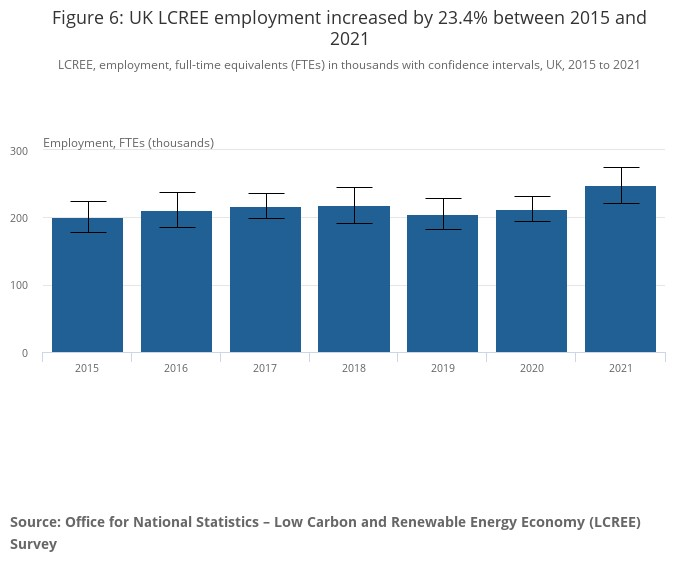 Figure 6: UK LCREE employment increased by 23.4% between 2015 and
2021
LCREE, employment, full-time equivalents (FTEs) in thousands with confidence intervals, UK, 2015 to 2021
Employment, FTEs (thousands)
300
200
100
0
2015 2016 2017 2018 2019 2020 2021
Source: Office for National Statistics – Low Carbon and Renewable Energy Economy (LCREE)
Survey